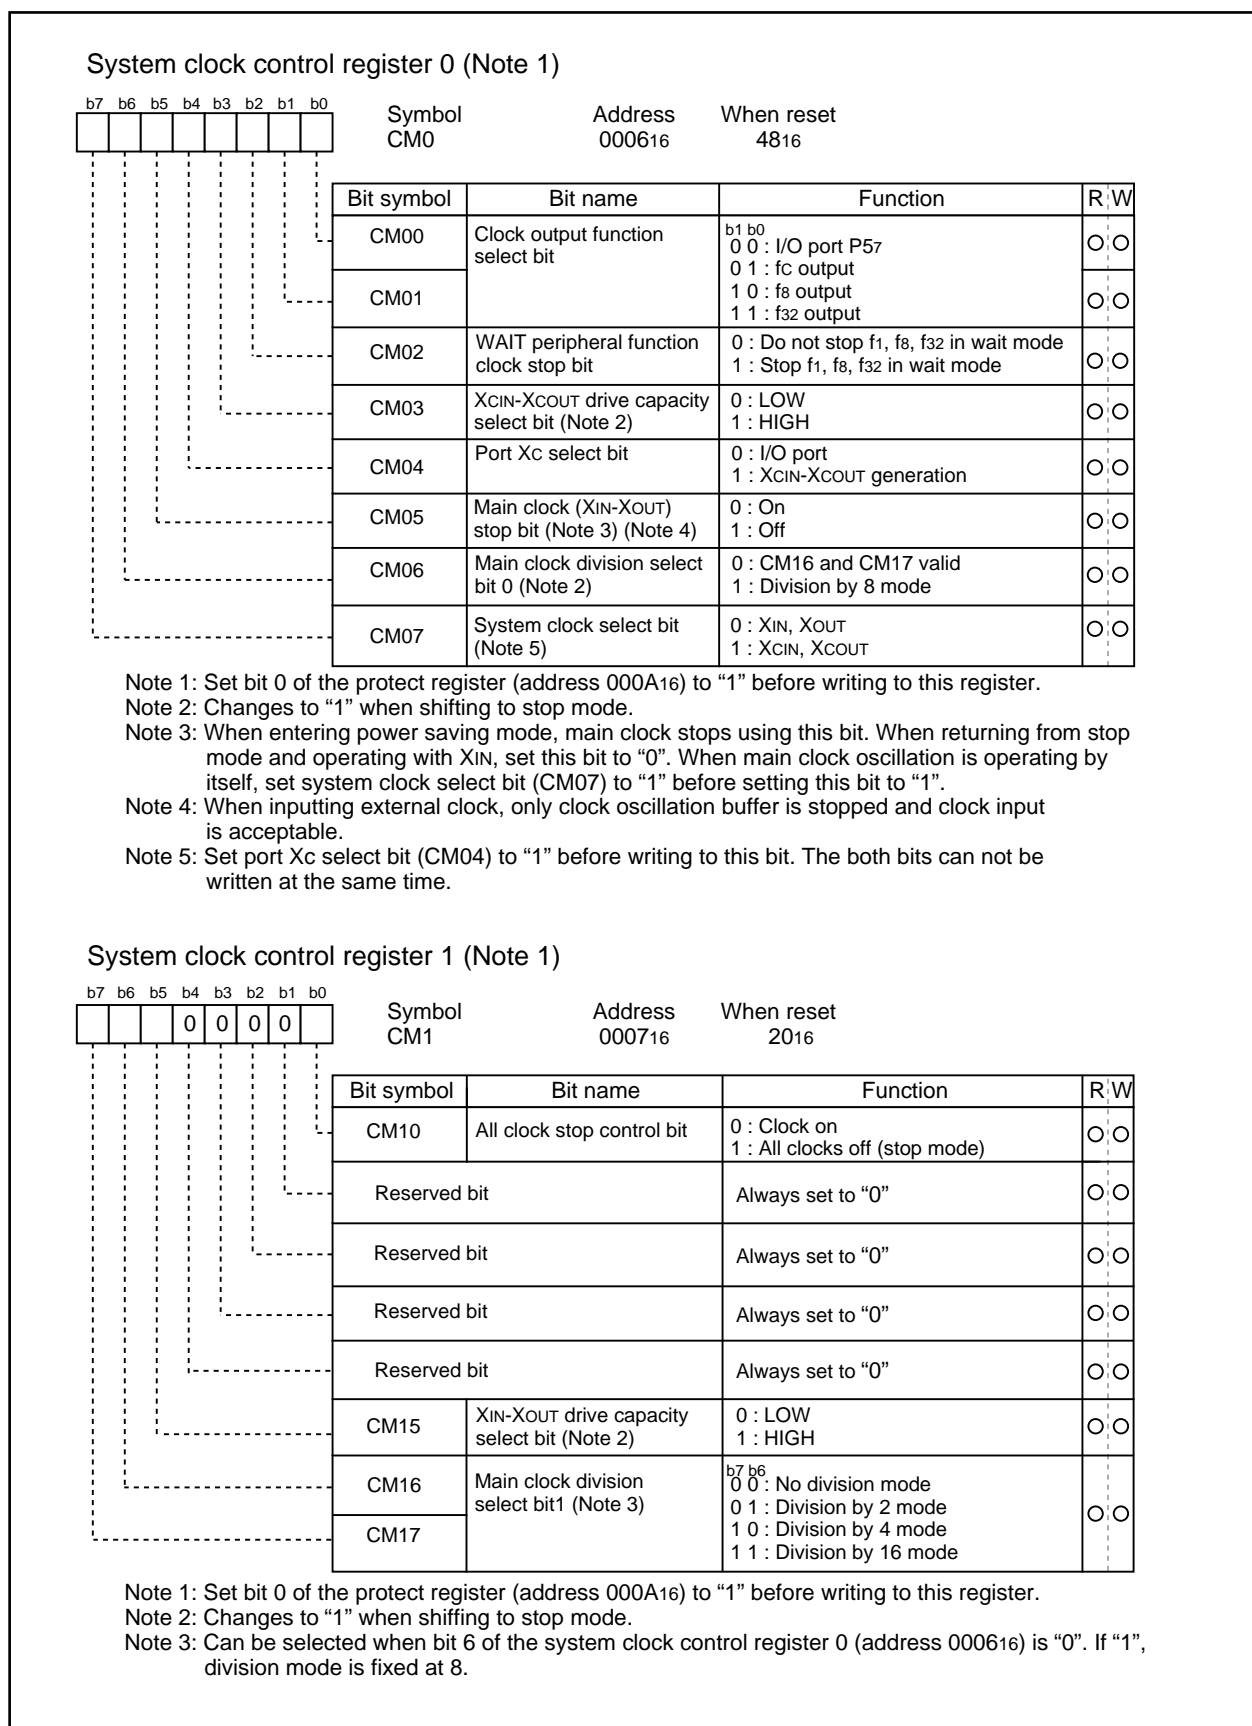 System clock control register 0 (Note 1)
b7 b6 b5 b4 b3 b2 b1 b0
Symbol Address When reset
CM0 000616 4816
Bit symbol Bit name Function R W
CM00 Clock output function select bit
b1 b0
0 0 : I/O port P57
0 1 : fC output
1 0 : f8 output
1 1 : f32 output
CM01
CM02 WAIT peripheral function clock stop bit
0 : Do not stop f1, f8, f32 in wait mode
1 : Stop f1, f8, f32 in wait mode
CM03 XCIN-XCOUT drive capacity select bit (Note 2)
0 : LOW
1 : HIGH
CM04 Port XC select bit
0 : I/O port
1 : XCIN-XCOUT generation
CM05 Main clock (XIN-XOUT) stop bit (Note 3) (Note 4)
0 : On
1 : Off
CM06 Main clock division select bit 0 (Note 2)
0 : CM16 and CM17 valid
1 : Division by 8 mode
CM07 System clock select bit (Note 5)
0 : XIN, XOUT
1 : XCIN, XCOUT
Note 1: Set bit 0 of the protect register (address 000A16) to “1” before writing to this register.
Note 2: Changes to “1” when shifting to stop mode.
Note 3: When entering power saving mode, main clock stops using this bit. When returning from stop
mode and operating with XIN, set this bit to “0”. When main clock oscillation is operating by
itself, set system clock select bit (CM07) to “1” before setting this bit to “1”.
Note 4: When inputting external clock, only clock oscillation buffer is stopped and clock input
is acceptable.
Note 5: Set port Xc select bit (CM04) to “1” before writing to this bit. The both bits can not be
written at the same time.
System clock control register 1 (Note 1)
b7 b6 b5 b4 b3 b2 b1 b0
0 0 0 0
Symbol Address When reset
CM1 000716 2016
Bit symbol Bit name Function R W
CM10 All clock stop control bit
0 : Clock on
1 : All clocks off (stop mode)
Reserved bit Always set to “0”
Reserved bit Always set to “0”
Reserved bit Always set to “0”
Reserved bit Always set to “0”
CM15 XIN-XOUT drive capacity select bit (Note 2)
0 : LOW
1 : HIGH
CM16 Main clock division select bit1 (Note 3)
b7 b6
0 0 : No division mode
0 1 : Division by 2 mode
1 0 : Division by 4 mode
1 1 : Division by 16 mode
CM17
Note 1: Set bit 0 of the protect register (address 000A16) to “1” before writing to this register.
Note 2: Changes to “1” when shiffing to stop mode.
Note 3: Can be selected when bit 6 of the system clock control register 0 (address 000616) is “0”. If “1”,
division mode is fixed at 8.